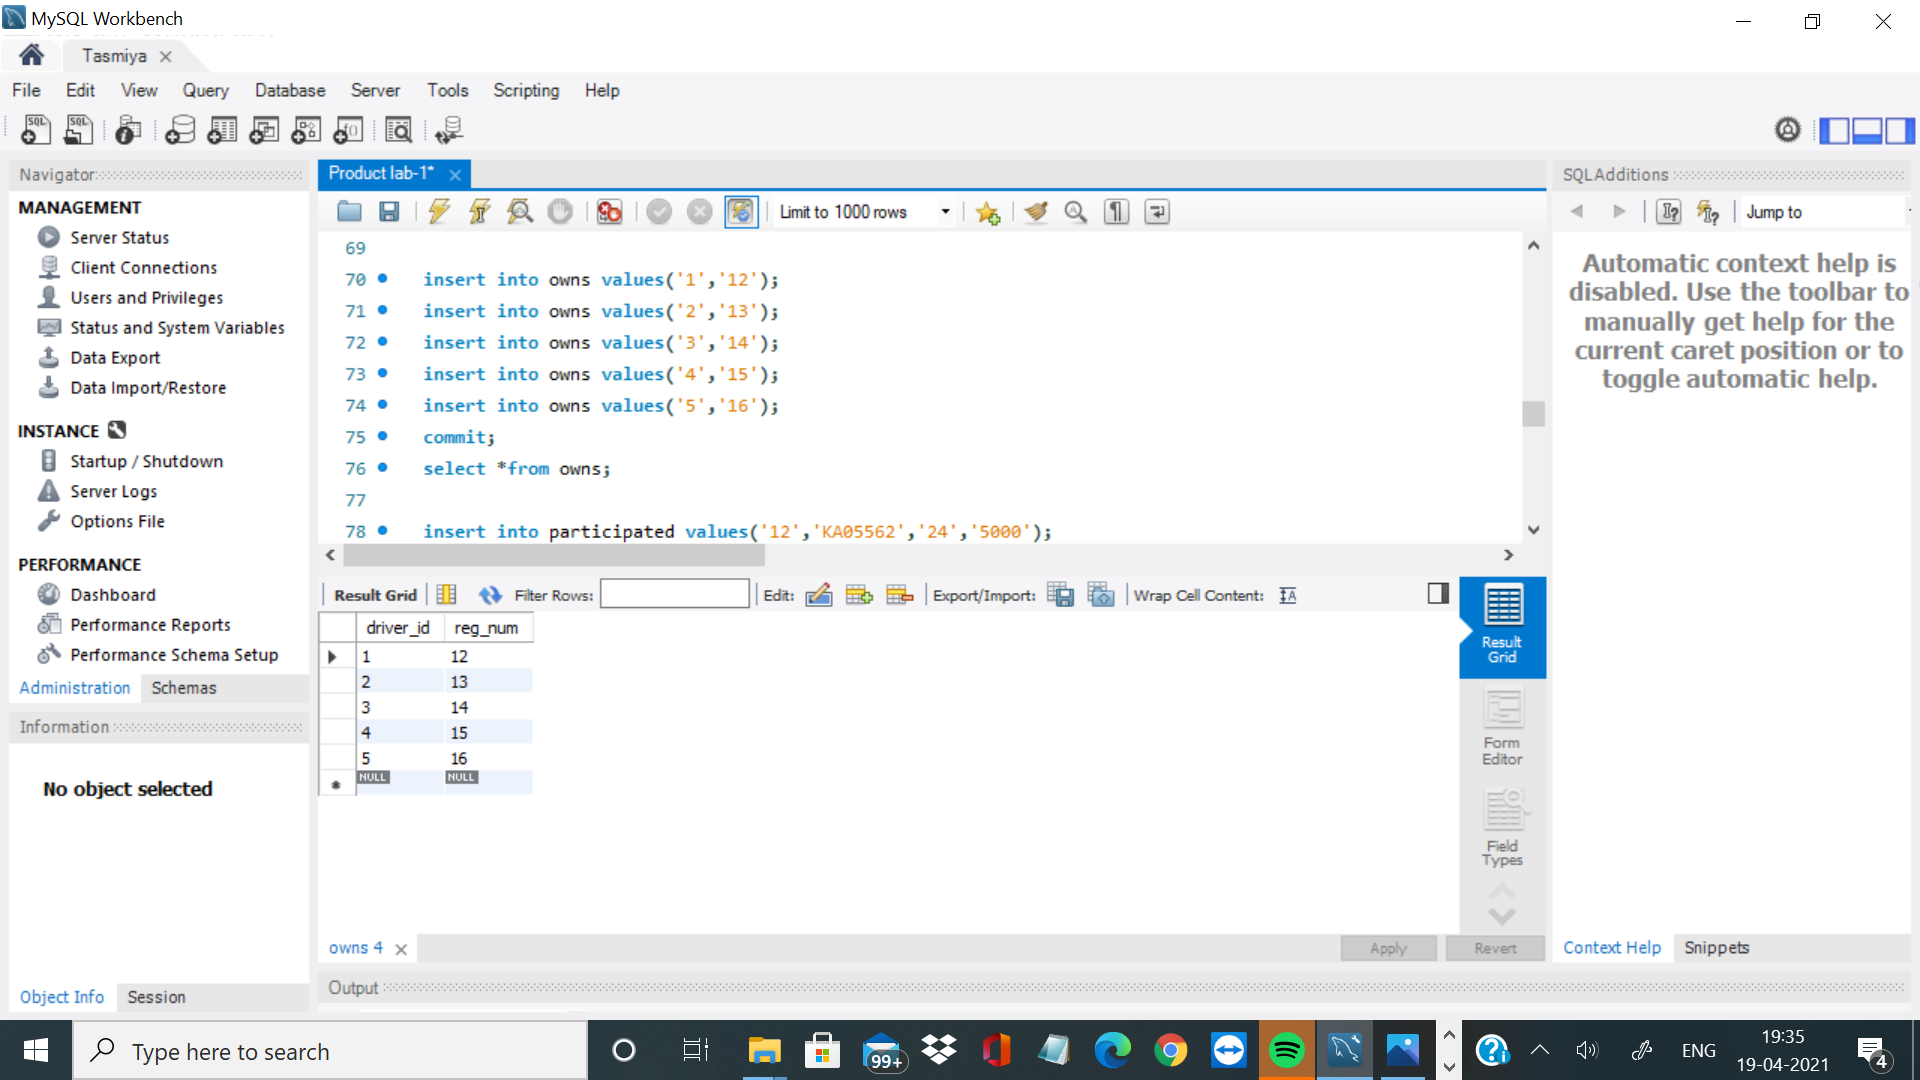 MySQL Workbench
Tasmiya
File Edit View Query Database Server Tools Scripting Help
Navigator
MANAGEMENT
Server Status
Client Connections
Users and Privileges
Status and System Variables
Data Export
Data Import/Restore
INSTANCE
Startup / Shutdown
Server Logs
Options File
PERFORMANCE
Dashboard
Performance Reports
Performance Schema Setup
Administration Schemas
Information
No object selected
Object Info Session
Product lab-1*
Limit to 1000 rows
69
70 insert into owns values('1','12');
71 insert into owns values('2','13');
72 insert into owns values('3','14');
73 insert into owns values('4','15');
74 insert into owns values('5','16');
75 commit;
76 select *from owns;
77
78 insert into participated values('12','KA05562','24','5000');
Result Grid Filter Rows: Edit: Export/Import: Wrap Cell Content:
driver_id reg_num
1 12
2 13
3 14
4 15
5 16
NULL NULL
Result
Grid
Form
Editor
Field
Types
owns 4
Apply Revert
Output
SQLAdditions
Jump to
Automatic context help is
disabled. Use the toolbar to
manually get help for the
current caret position or to
toggle automatic help.
Context Help Snippets
Type here to search
99+
ENG
19:35
19-04-2021
4